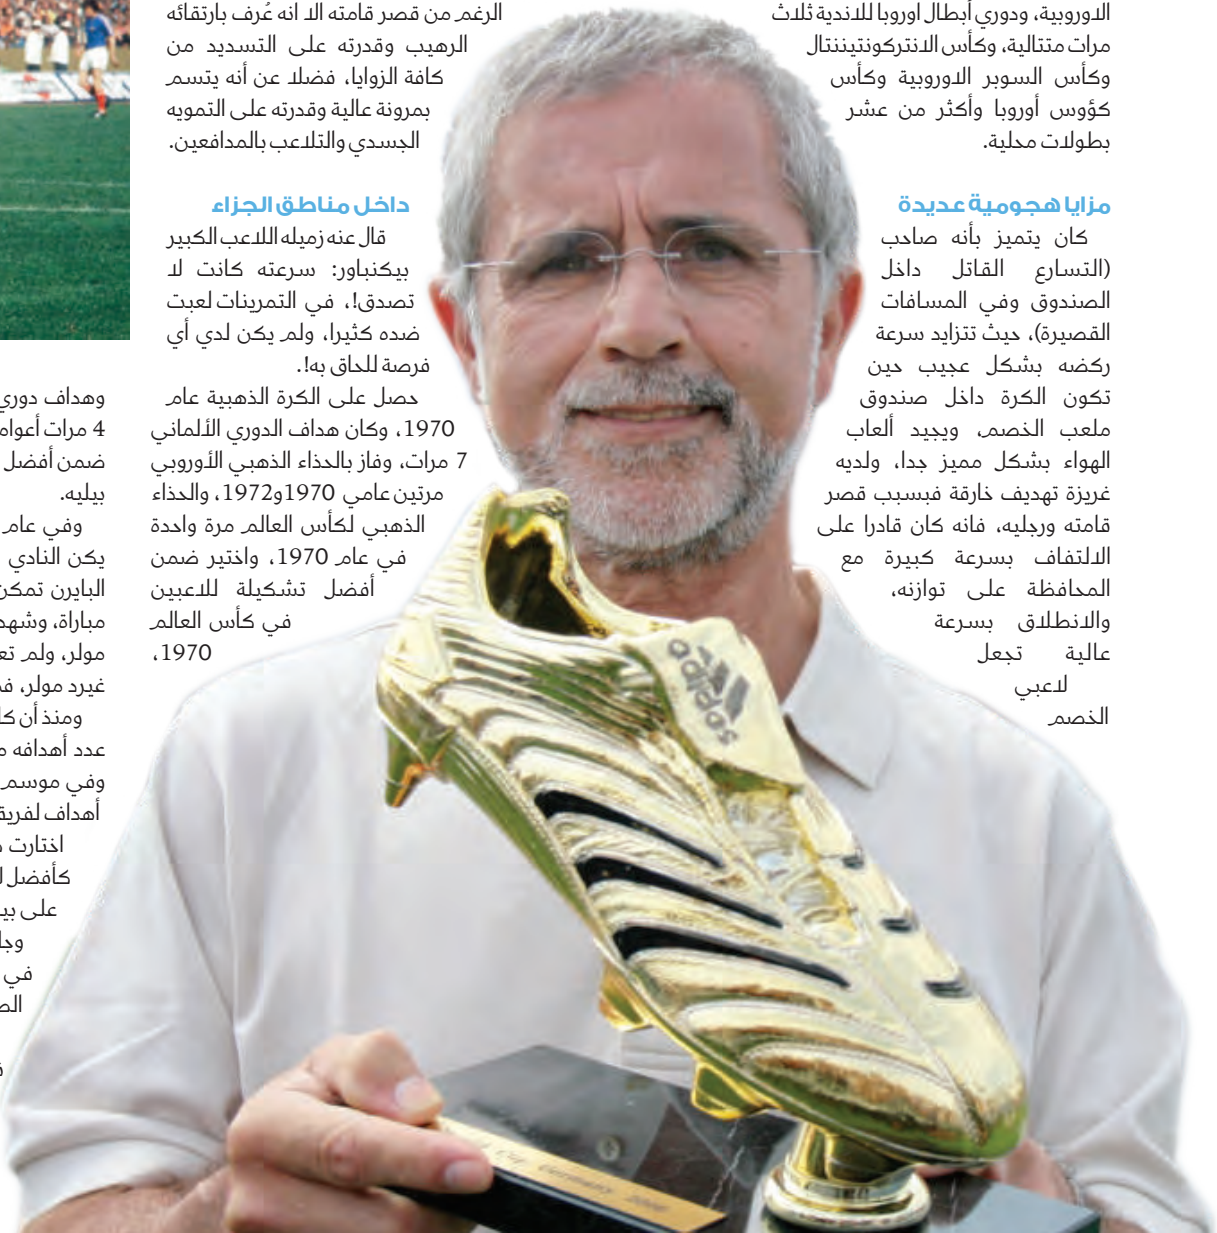 الاوروبية، ودوري أبطال اوروبا للاندية ثلاث
مرات متتالية، وكأس الانتركونتيننتال
وكأس السوبر الاوروبية وكأس
كؤوس أوروبا وأكثر من عشر
بطولات محلية.
مزايا هجومية عديدة
كان يتميز بأنه صاحب
(التسارع القاتل داخل
الصندوق وفي المسافات
القصيرة)، حيث تتزايد سرعة
ركضه بشكل عجيب حين
تكون الكرة داخل صندوق
ملعب الخصم، ويجيد ألعاب
الهواء بشكل مميز جدا، ولديه
غريزة تهديف خارقة فبسبب قصر
قامته ورجليه، فانه كان قادرا على
الالتفاف بسرعة كبيرة مع
المحافظة على توازنه،
والانطلاق بسرعة
عالية تجعل
لاعبي
الخصم
الرغم من قصر قامته الا انه عُرف بارتقائه
الرهيب وقدرته على التسديد من
كافة الزوايا، فضلا عن أنه يتسم
بمرونة عالية وقدرته على التمويه
الجسدي والتلاعب بالمدافعين.
داخل مناطق الجزاء
قال عنه زميله اللاعب الكبير
بيكنباور: سرعته كانت لا
تصدق!، في التمرينات لعبت
ضده كثيرا، ولم يكن لدي أي
فرصة للحاق به!.
حصل على الكرة الذهبية عام
1970، وكان هداف الدوري الألماني
7 مرات، وفاز بالحذاء الذهبي الأوروبي
مرتين عامي 1970و1972، والحذاء
الذهبي لكأس العالم مرة واحدة
في عام 1970، واختير ضمن
أفضل تشكيلة للاعبين
في كأس العالم
1970،
وهداف دوري
4 مرات أعوام
ضمن أفضل
بيليه.
وفي عام
يكن النادي
البايرن تمكن
مباراة، وشهد
مولر، ولم
غيرد مولر،
ومنذ أن
عدد أهدافه
وفي موسم
أهداف
اختارت
كأفضل
على
في
adidas
Cup Germany 2006